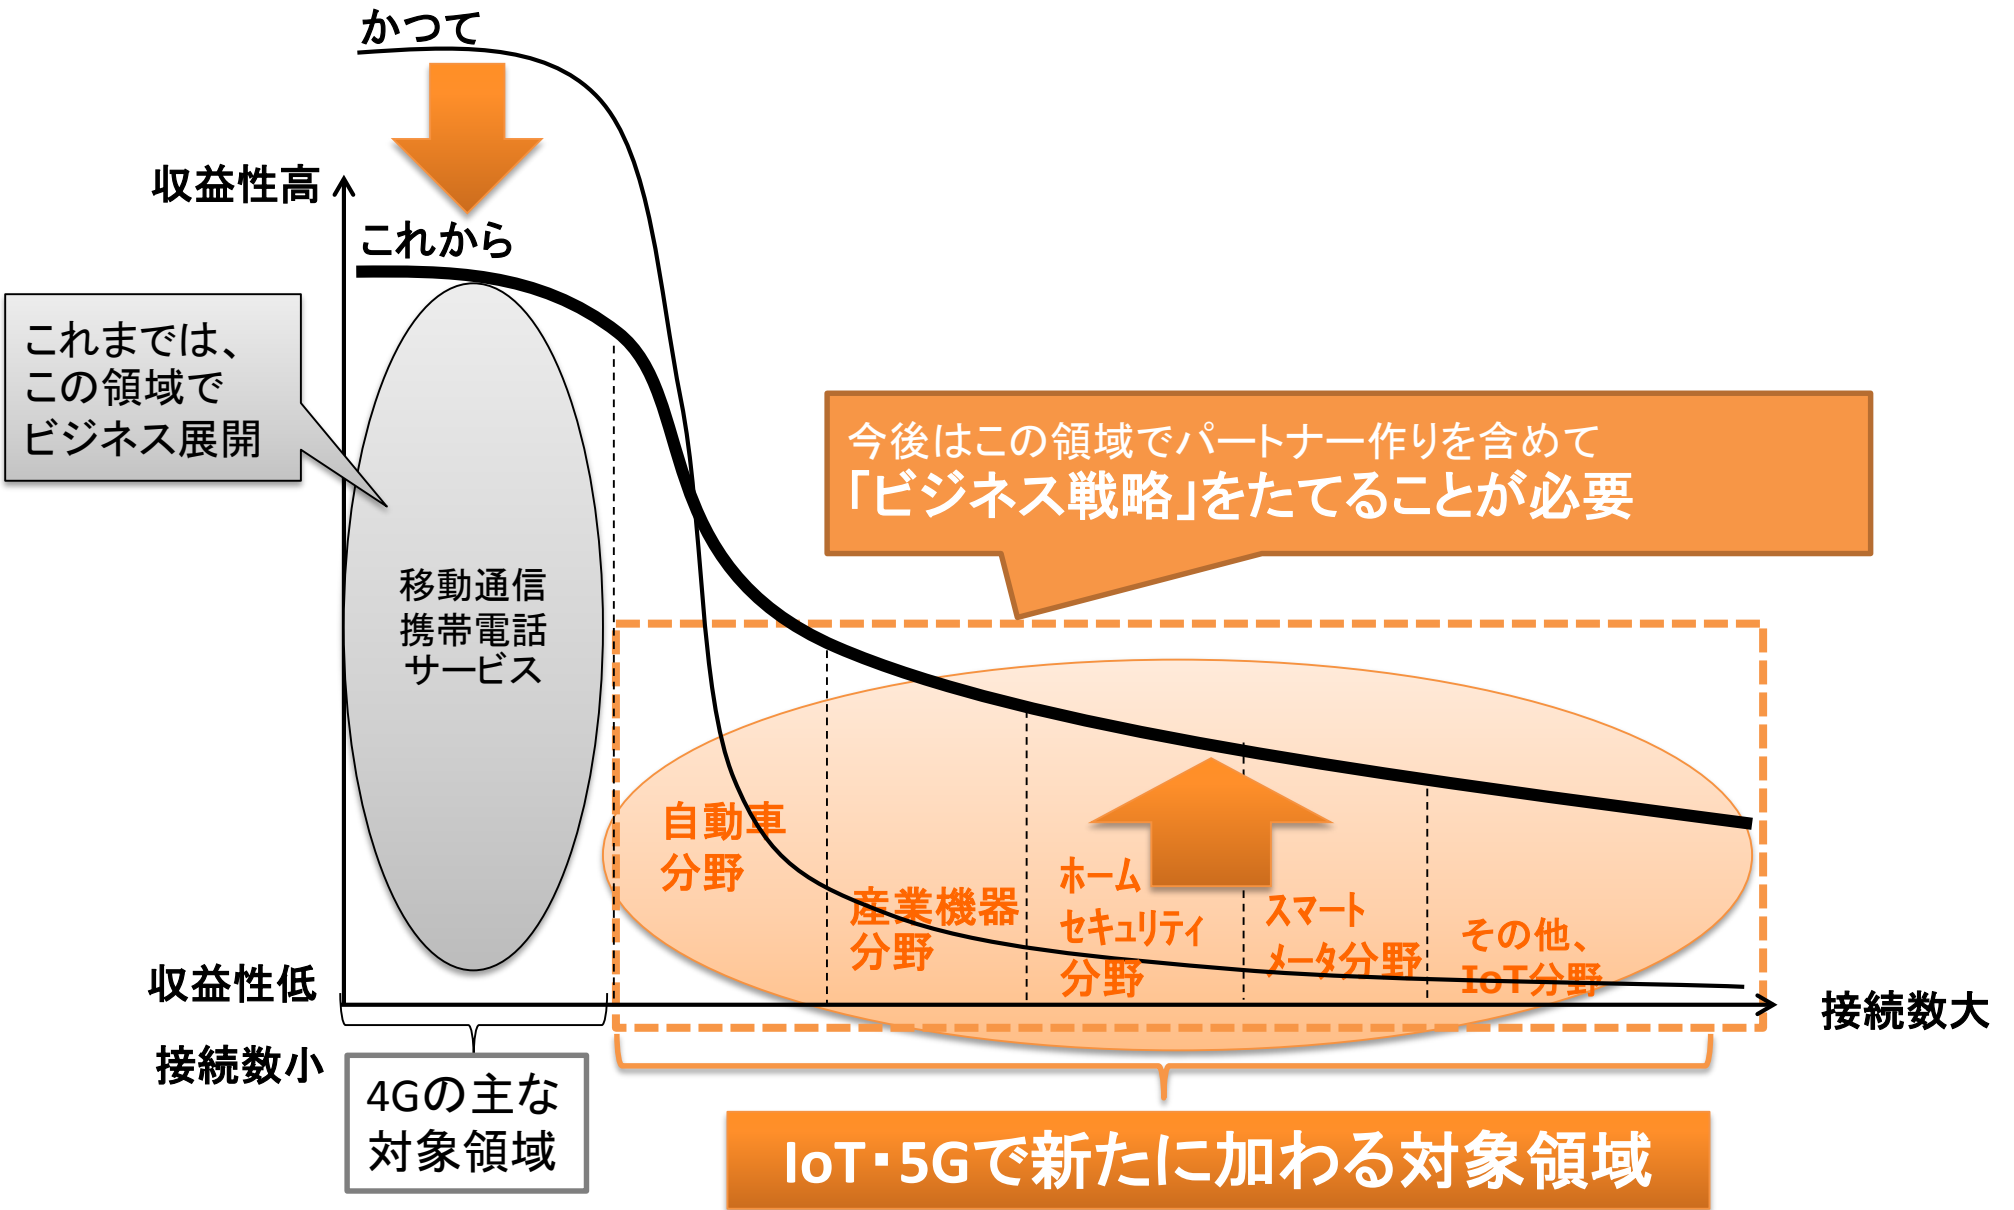 かつて
収益性高
これから
これまでは、
この領域で
ビジネス展開
今後はこの領域でパートナー作りを含めて
「ビジネス戦略」をたてることが必要
移動通信
携帯電話
サービス
自動車
分野
産業機器
分野
ﾎｰﾑ
ｾｷｭﾘﾃｨ
分野
ｽﾏｰﾄ
ﾒｰﾀ分野
その他、
IoT分野
収益性低
接続数大
接続数小
4Gの主な
対象領域
IoT・5Gで新たに加わる対象領域